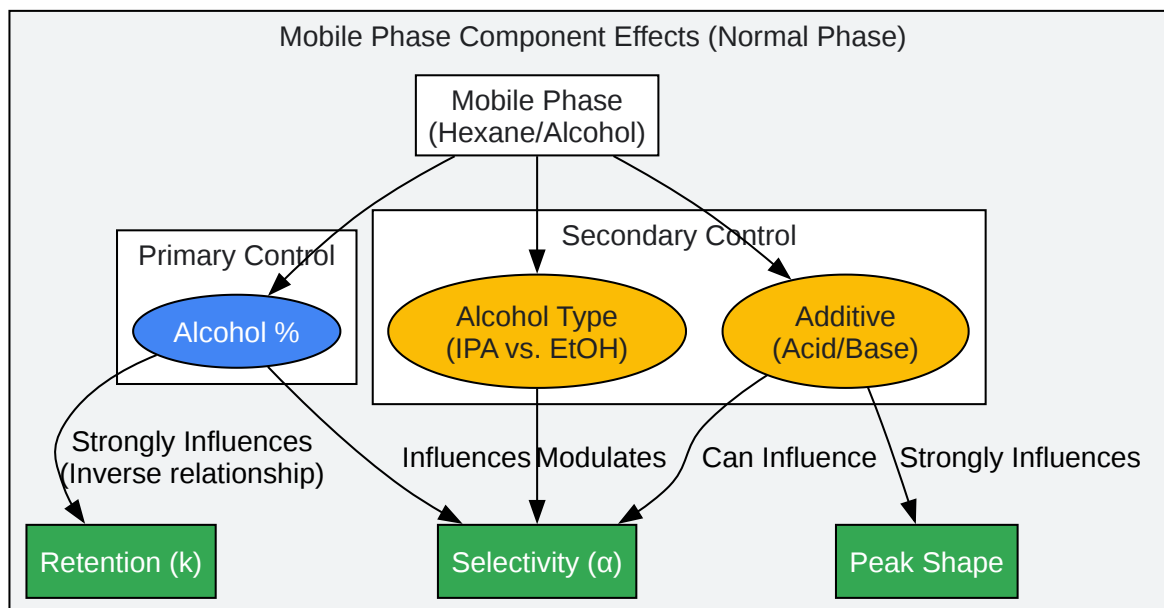 Mobile Phase Component Effects (Normal Phase)
Mobile Phase
(Hexane/Alcohol)
Primary Control
Secondary Control
Alcohol %
Alcohol Type
(IPA vs. EtOH)
Additive
(Acid/Base)
Strongly Influences
(Inverse relationship)
Influences
Modulates
Can Influence
Strongly Influences
Retention (k)
Selectivity (α)
Peak Shape